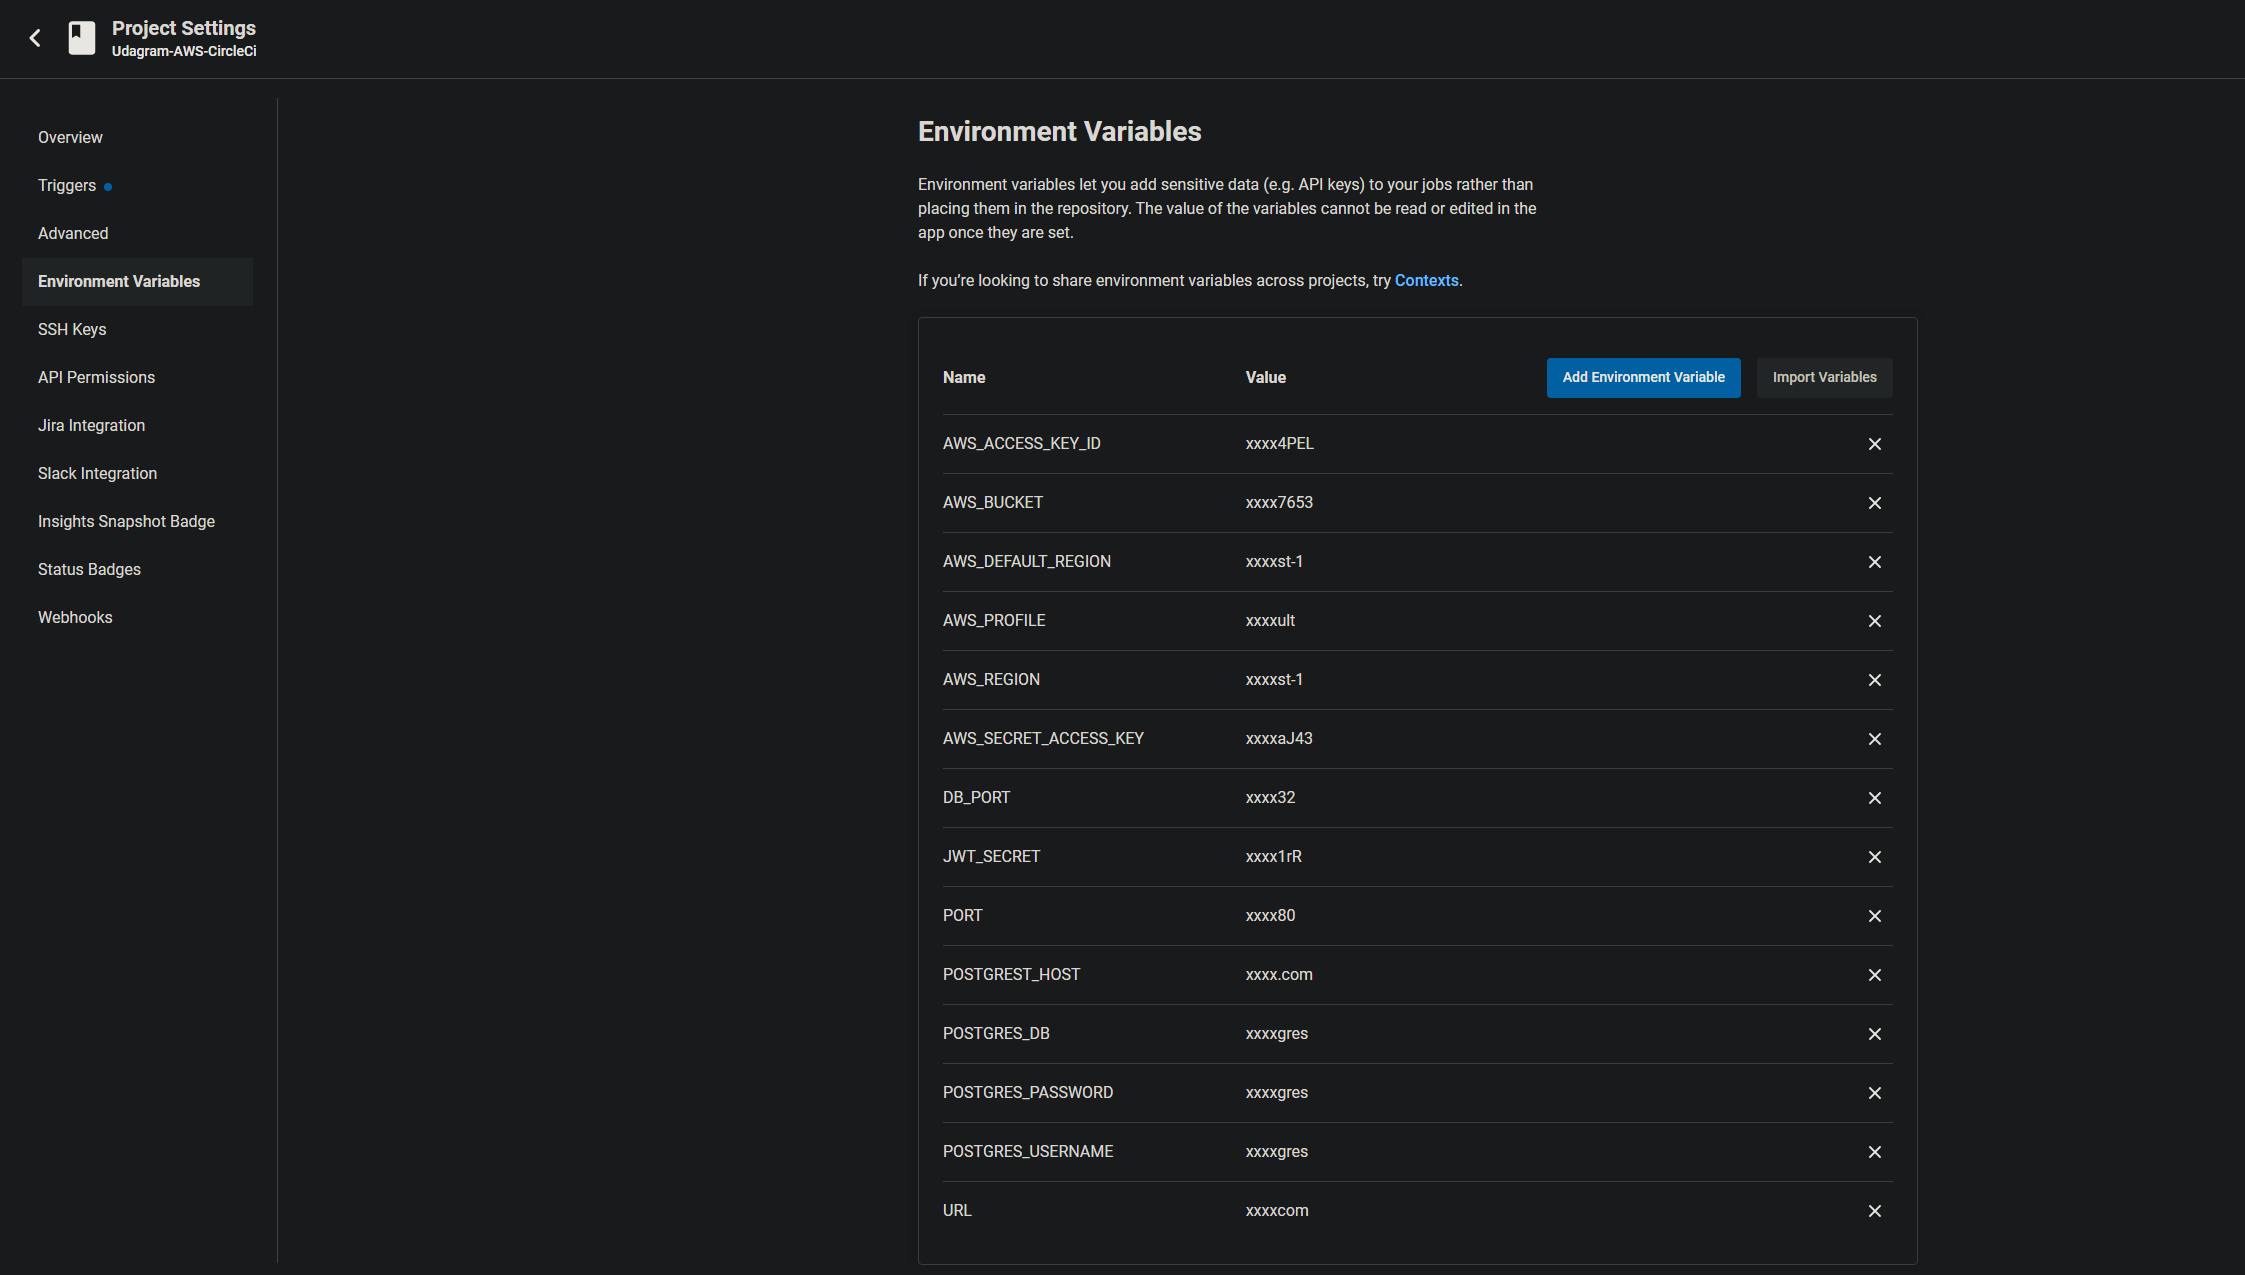 Project Settings
Udagram-AWS-CircleCi
Overview
Triggers
Advanced
Environment Variables
SSH Keys
API Permissions
Jira Integration
Slack Integration
Insights Snapshot Badge
Status Badges
Webhooks
Environment Variables
Environment variables let you add sensitive data (e.g. API keys) to your jobs rather than
placing them in the repository. The value of the variables cannot be read or edited in the
app once they are set.
If you’re looking to share environment variables across projects, try Contexts.
Name Value Add Environment Variable Import Variables
AWS_ACCESS_KEY_ID xxxx4PEL
AWS_BUCKET xxxx7653
AWS_DEFAULT_REGION xxxxst-1
AWS_PROFILE xxxxult
AWS_REGION xxxxst-1
AWS_SECRET_ACCESS_KEY xxxxaJ43
DB_PORT xxxx32
JWT_SECRET xxxx1rR
PORT xxxx80
POSTGREST_HOST xxxx.com
POSTGRES_DB xxxxgres
POSTGRES_PASSWORD xxxxgres
POSTGRES_USERNAME xxxxgres
URL xxxxcom